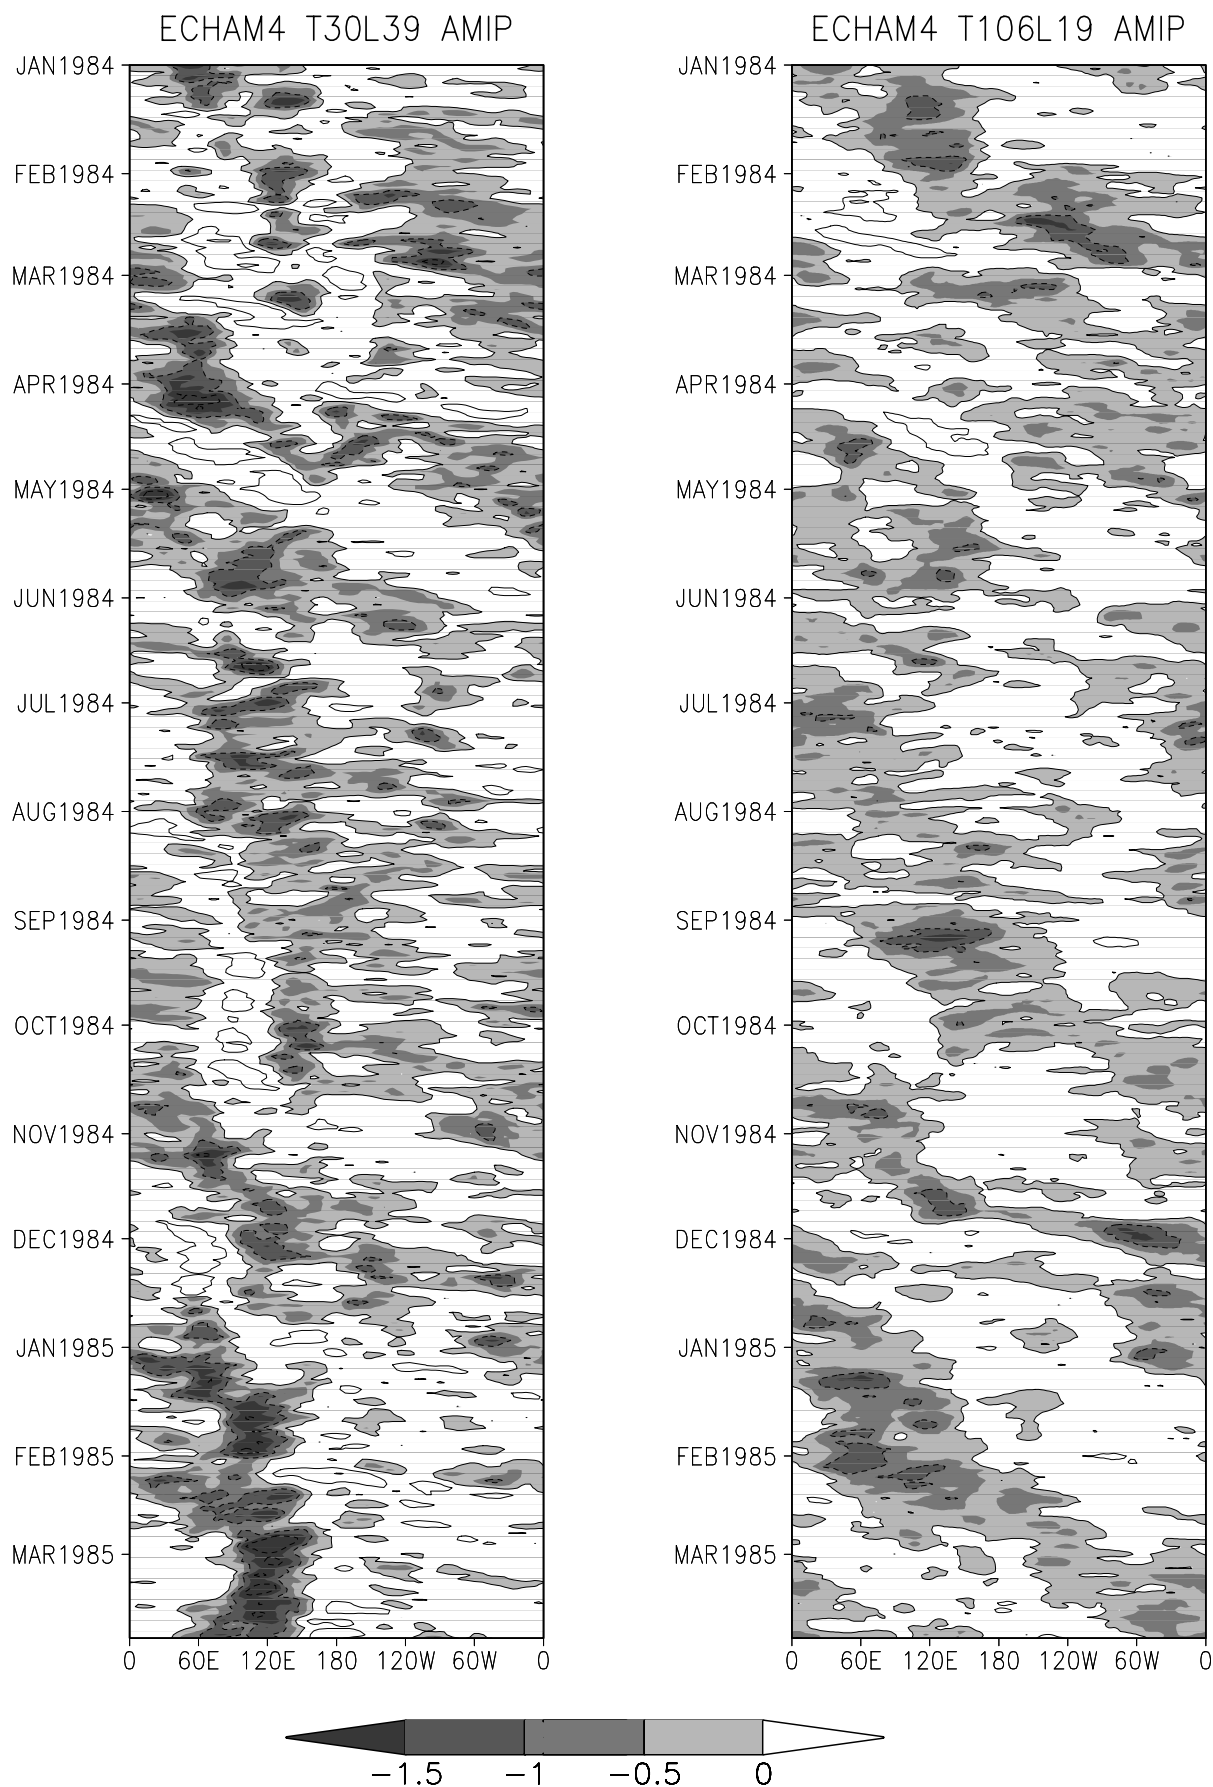 ECHAM4 T30L39 AMIP
JAN1984
FEB1984
MAR1984
APR1984
MAY1984
JUN1984
JUL1984
AUG1984
SEP1984
OCT1984
NOV1984
DEC1984
JAN1985
FEB1985
MAR1985
0 60E 120E 180 120W 60W 0
ECHAM4 T106L19 AMIP
JAN1984
FEB1984
MAR1984
APR1984
MAY1984
JUN1984
JUL1984
AUG1984
SEP1984
OCT1984
NOV1984
DEC1984
JAN1985
FEB1985
MAR1985
0 60E 120E 180 120W 60W 0
−1.5 −1 −0.5 0